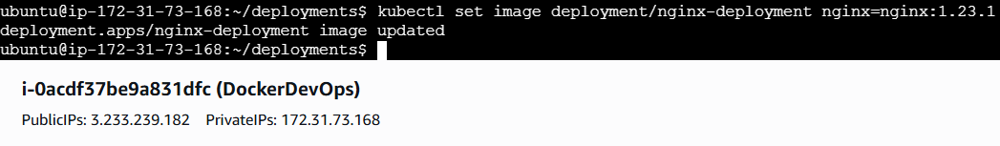 ubuntu@ip-172-31-73-168:~/deployments$ kubectl set image deployment/nginx-deployment nginx=nginx:1.23.1
deployment.apps/nginx-deployment image updated
ubuntu@ip-172-31-73-168:~/deployments$
i-0acdf37be9a831dfc (DockerDevOps)
PublicIPs: 3.233.239.182 PrivateIPs: 172.31.73.168